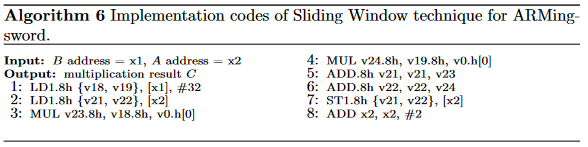 Algorithm 6 Implementation codes of Sliding Window technique for ARMing-
sword.
Input: B address = x1, A address = x2
Output: multiplication result C
1: LD1.8h {v18, v19}, [x1], #32
2: LD1.8h {v21, v22}, [x2]
3: MUL v23.8h, v18.8h, v0.h[0]
4: MUL v24.8h, v19.8h, v0.h[0]
5: ADD.8h v21, v21, v23
6: ADD.8h v22, v22, v24
7: ST1.8h {v21, v22}, [x2]
8: ADD x2, x2, #2